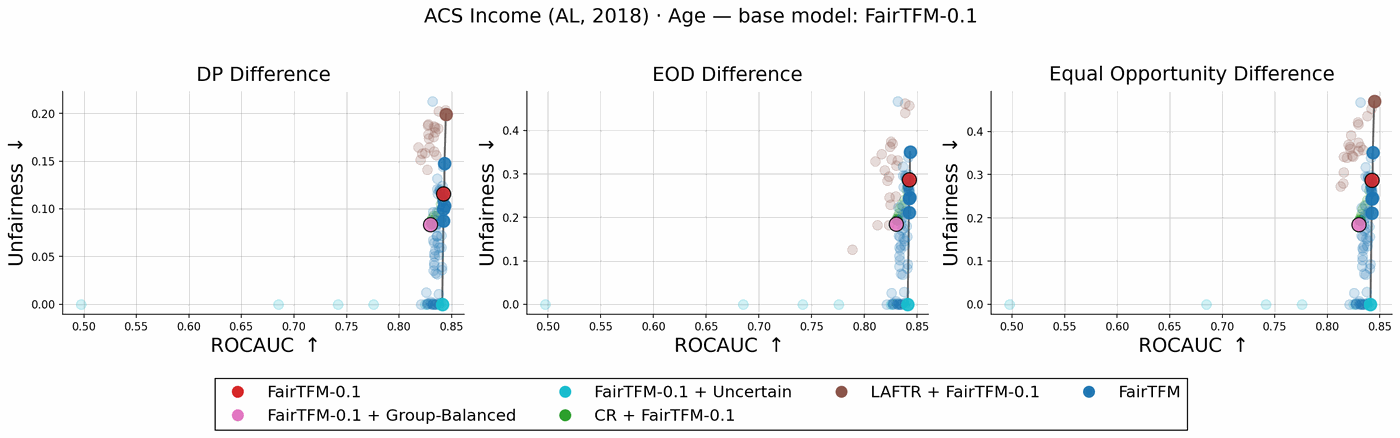 ACS Income (AL, 2018) · Age — base model: FairTFM-0.1
DP Difference
EOD Difference
Equal Opportunity Difference
Unfairness ↓
0.20
0.15
0.10
0.05
0.00
0.50 0.55 0.60 0.65 0.70 0.75 0.80 0.85
ROCAUC ↑
Unfairness ↓
0.4
0.3
0.2
0.1
0.0
0.50 0.55 0.60 0.65 0.70 0.75 0.80 0.85
ROCAUC ↑
Unfairness ↓
0.4
0.3
0.2
0.1
0.0
0.50 0.55 0.60 0.65 0.70 0.75 0.80 0.85
ROCAUC ↑
FairTFM-0.1
FairTFM-0.1 + Group-Balanced
FairTFM-0.1 + Uncertain
CR + FairTFM-0.1
LAFTR + FairTFM-0.1
FairTFM